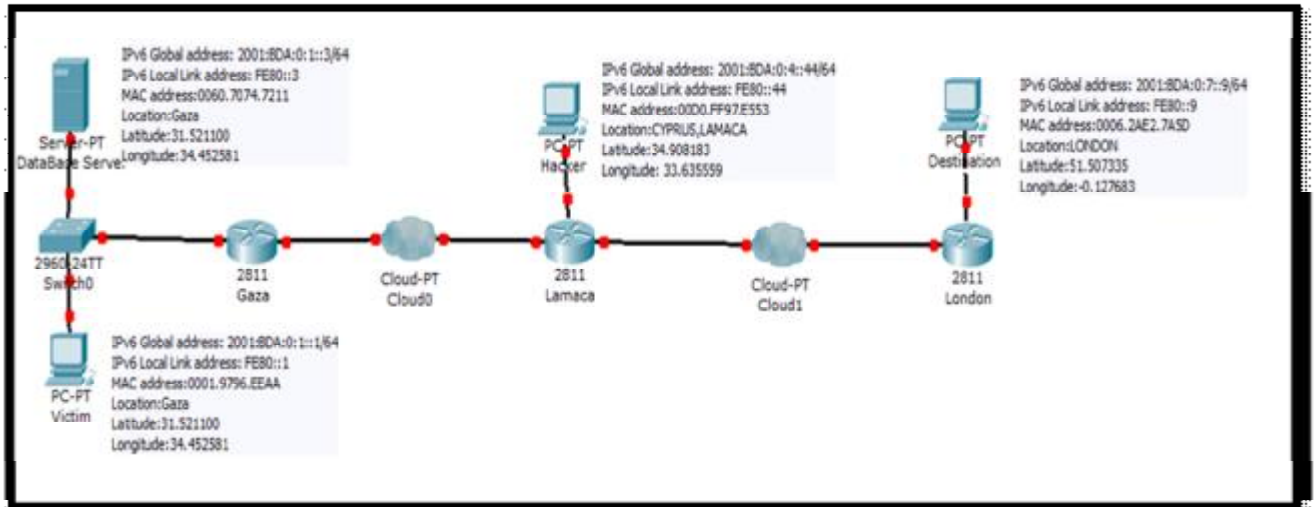 IPv6 Global address: 2001:BDA:0:1::3/64
IPv6 Local Link address: FE80::3
MAC address:0060.7074.7211
Location:Gaza
Latitude:31.521100
Longitude:34.452581
Server-PT
DataBase Server
IPv6 Global address: 2001:BDA:0:4::44/64
IPv6 Local Link address: FE80::44
MAC address:00D0.FF97.E553
Location:CYPRUS,LAMACA
Latitude:34.908183
Longitude: 33.635559
PC-PT
Hacker
IPv6 Global address: 2001:BDA:0:7::9/64
IPv6 Local Link address: FE80::9
MAC address:0006.2AE2.7A5D
Location:LONDON
Latitude:51.507335
Longitude:-0.127683
PC-PT
Destination
2960-24TT
Switch0
2811
Gaza
Cloud-PT
Cloud0
2811
Lamaca
Cloud-PT
Cloud1
2811
London
IPv6 Global address: 2001:BDA:0:1::1/64
IPv6 Local Link address: FE80::1
MAC address:0001.9796.EEAA
Location:Gaza
Latitude:31.521100
Longitude:34.452581
PC-PT
Victim